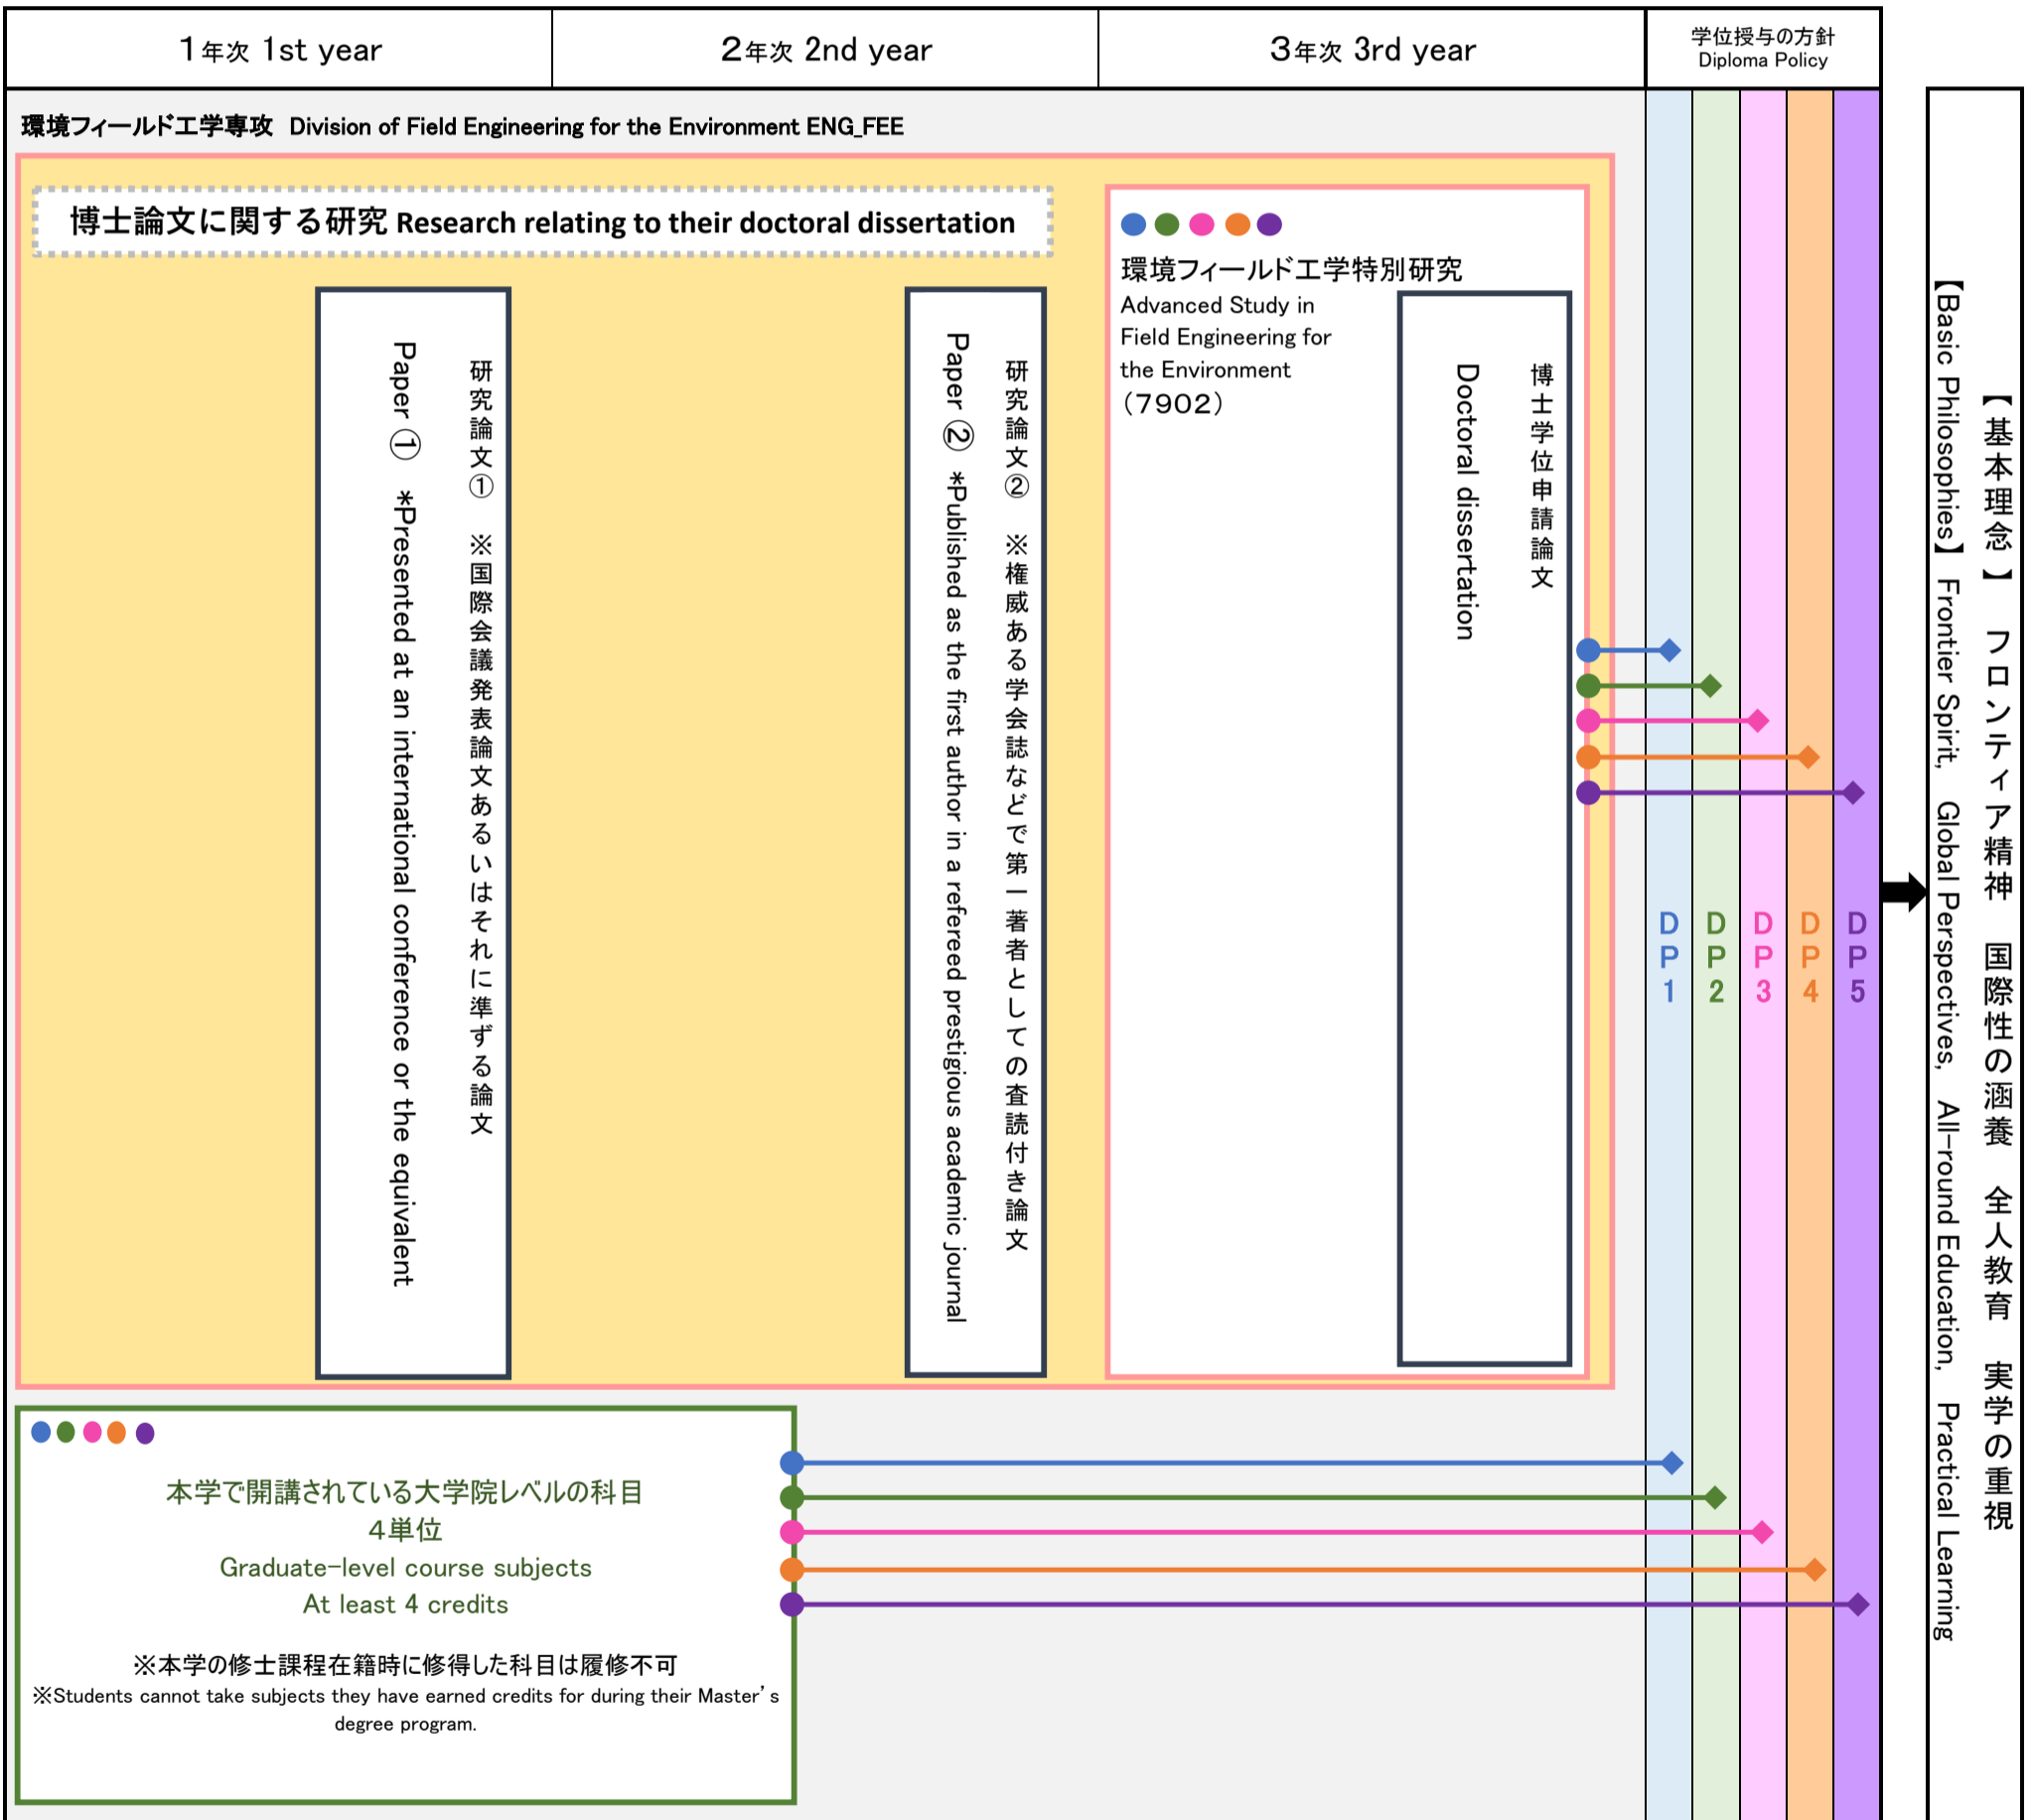 1年次 1st year
2年次 2nd year
3年次 3rd year
学位授与の方針
Diploma Policy
環境フィールド工学専攻 Division of Field Engineering for the Environment ENG_FEE
博士論文に関する研究 Research relating to their doctoral dissertation
研究論文① ※国際会議発表論文あるいはそれに準ずる論文
Paper ① *Presented at an international conference or the equivalent
研究論文② ※権威ある学会誌などで第一著者としての査読付き論文
Paper ② *Published as the first author in a refereed prestigious academic journal
環境フィールド工学特別研究
Advanced Study in
Field Engineering for
the Environment
（7902）
博士学位申請論文
Doctoral dissertation
DP1
DP2
DP3
DP4
DP5
【基本理念】 フロンティア精神 国際性の涵養 全人教育 実学の重視
【Basic Philosophies】 Frontier Spirit, Global Perspectives, All-round Education, Practical Learning
本学で開講されている大学院レベルの科目
4単位
Graduate-level course subjects
At least 4 credits
※本学の修士課程在籍時に修得した科目は履修不可
※Students cannot take subjects they have earned credits for during their Master's
degree program.